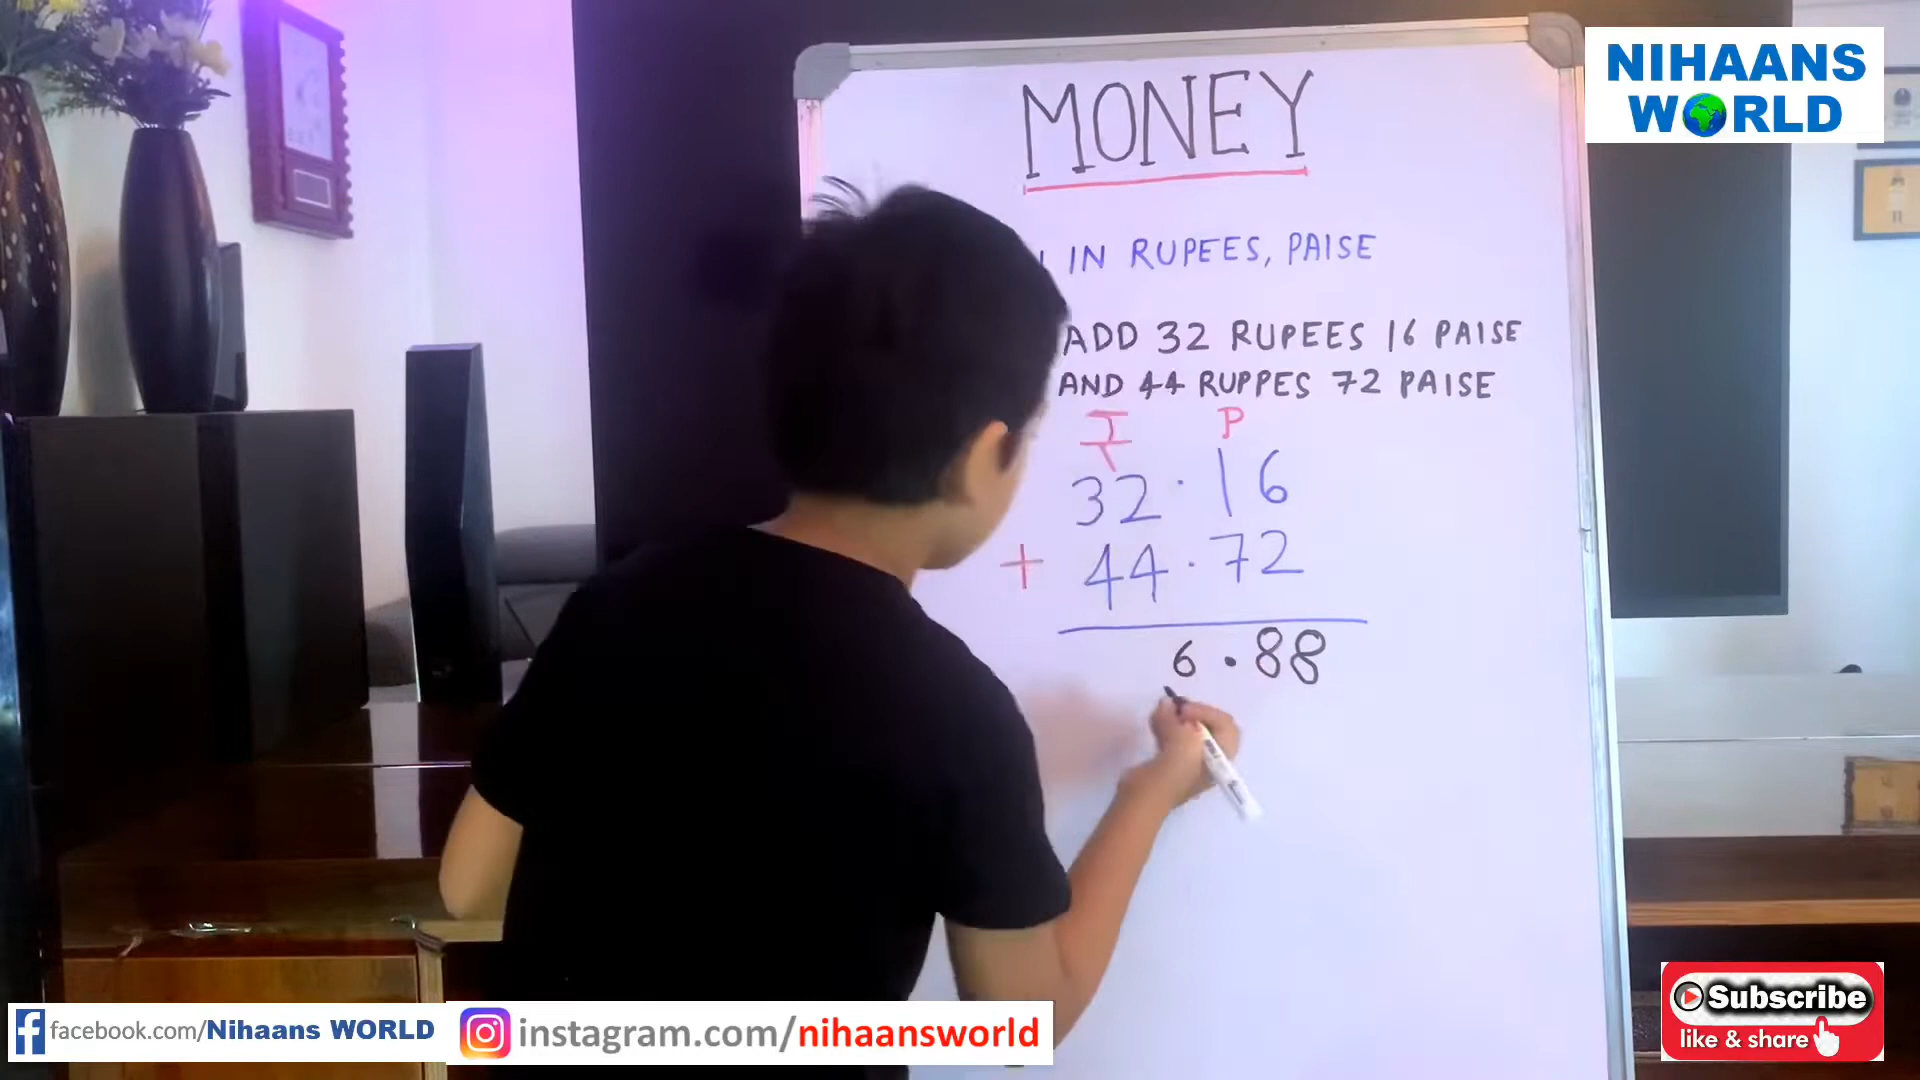 MONEY
IN RUPEES, PAISE
ADD 32 RUPEES 16 PAISE
AND 44 RUPPES 72 PAISE
P
32.16
+ 44.72
6.88
NIHAANS
WORLD
facebook.com/Nihaans WORLD
instagram.com/nihaansworld
Subscribe
like & share